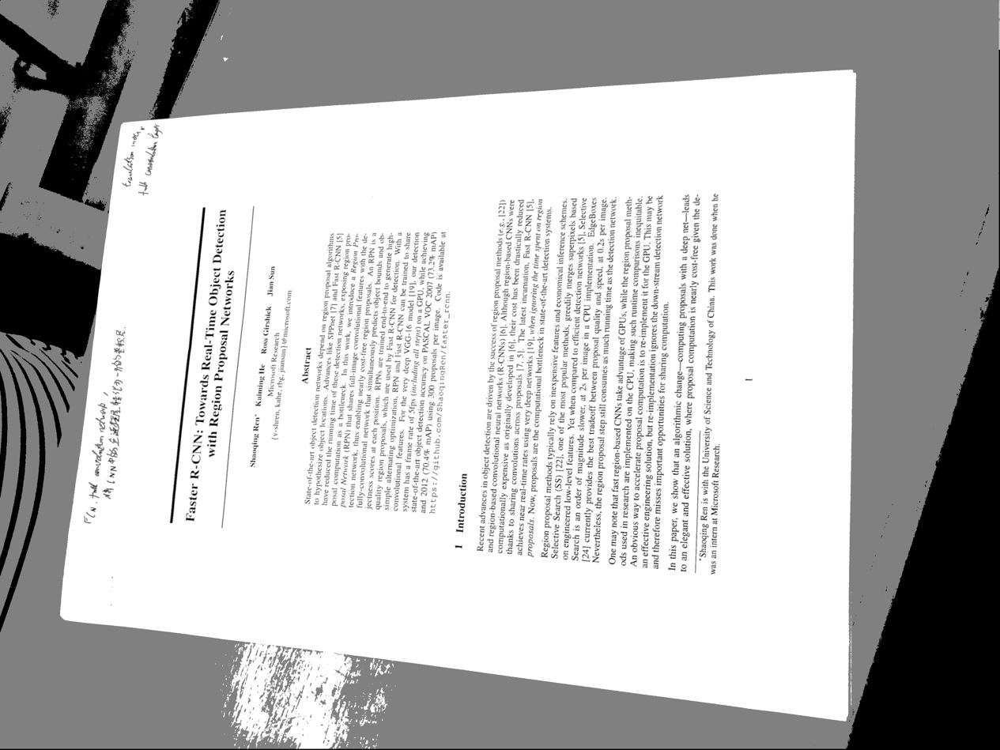 FCN. full convolution network,
将CNN中的全连接层转化为一的卷积层.
translation
full convolution layer
Faster R-CNN: Towards Real-Time Object Detection
with Region Proposal Networks
Shaoqing Ren* Kaiming He Ross Girshick Jian Sun
Microsoft Research
{v-shren, kahe, rbg, jiansun}@microsoft.com
Abstract
State-of-the-art object detection networks depend on region proposal algorithms
to hypothesize object locations. Advances like SPPnet [7] and Fast R-CNN [5]
have reduced the running time of these detection networks, exposing region pro-
posal computation as a bottleneck. In this work, we introduce a Region Pro-
posal Network (RPN) that shares full-image convolutional features with the de-
tection network, thus enabling nearly cost-free region proposals. An RPN is a
fully-convolutional network that simultaneously predicts object bounds and ob-
jectness scores at each position. RPNs are trained end-to-end to generate high-
quality region proposals, which are used by Fast R-CNN for detection. With a
simple alternating optimization, RPN and Fast R-CNN can be trained to share
convolutional features. For the very deep VGG-16 model [19], our detection
system has a frame rate of 5fps (including all steps) on a GPU, while achieving
state-of-the-art object detection accuracy on PASCAL VOC 2007 (73.2% mAP)
and 2012 (70.4% mAP) using 300 proposals per image. Code is available at
https://github.com/ShaoqingRen/faster_rcnn.
1 Introduction
Recent advances in object detection are driven by the success of region proposal methods (e.g., [22])
and region-based convolutional neural networks (R-CNNs) [6]. Although region-based CNNs were
computationally expensive as originally developed in [6], their cost has been drastically reduced
thanks to sharing convolutions across proposals [7, 5]. The latest incarnation, Fast R-CNN [5],
achieves near real-time rates using very deep networks [19], when ignoring the time spent on region
proposals. Now, proposals are the computational bottleneck in state-of-the-art detection systems.
Region proposal methods typically rely on inexpensive features and economical inference schemes.
Selective Search (SS) [22], one of the most popular methods, greedily merges superpixels based
on engineered low-level features. Yet when compared to efficient detection networks [5], Selective
Search is an order of magnitude slower, at 2s per image in a CPU implementation. EdgeBoxes
[24] currently provides the best tradeoff between proposal quality and speed, at 0.2s per image.
Nevertheless, the region proposal step still consumes as much running time as the detection network.
One may note that fast region-based CNNs take advantage of GPUs, while the region proposal meth-
ods used in research are implemented on the CPU, making such runtime comparisons inequitable.
An obvious way to accelerate proposal computation is to re-implement it for the GPU. This may be
an effective engineering solution, but re-implementation ignores the down-stream detection network
and therefore misses important opportunities for sharing computation.
In this paper, we show that an algorithmic change—computing proposals with a deep net—leads
to an elegant and effective solution, where proposal computation is nearly cost-free given the de-
*Shaoqing Ren is with the University of Science and Technology of China. This work was done when he
was an intern at Microsoft Research.
1